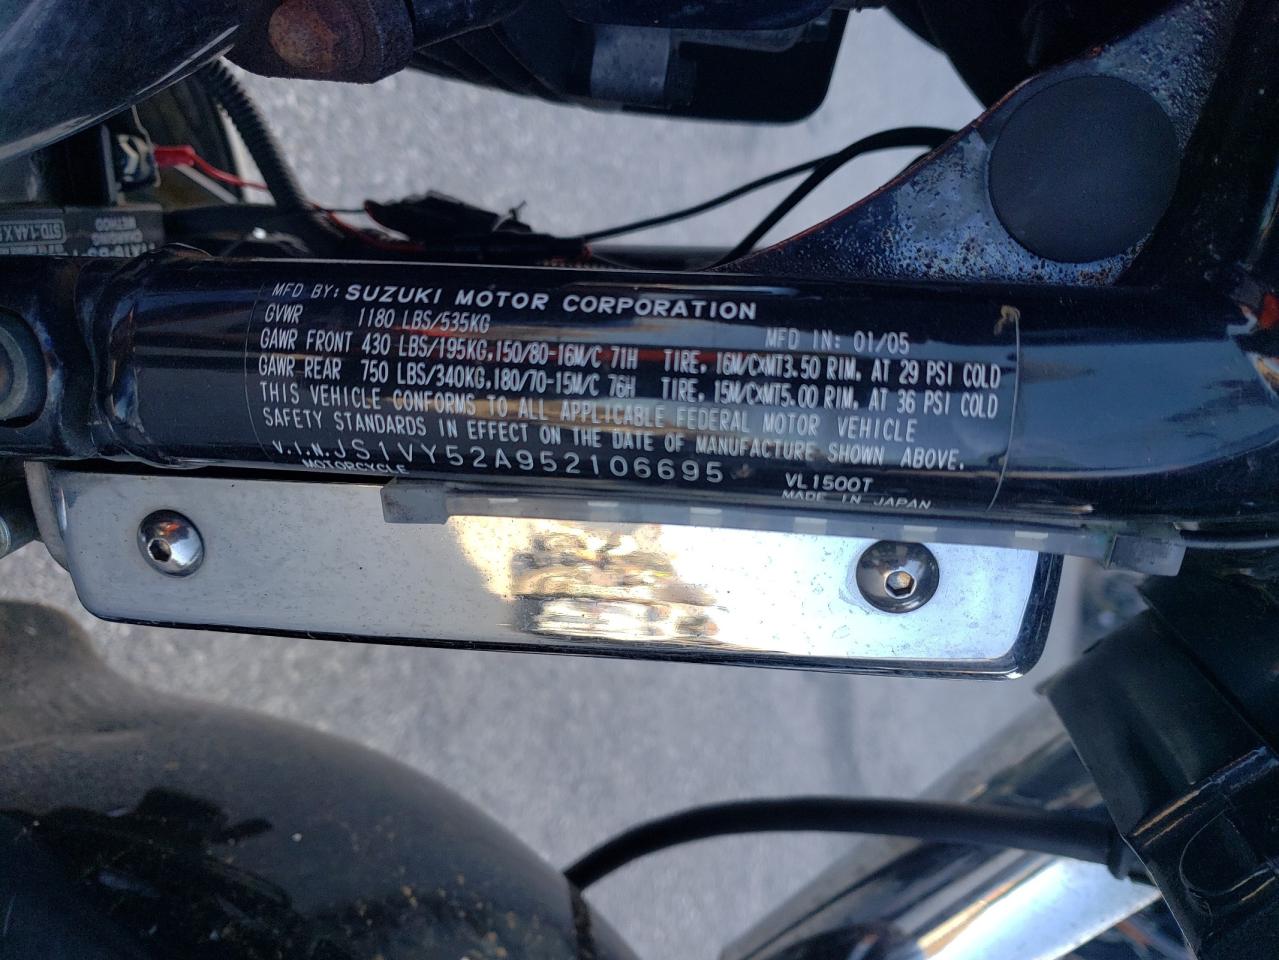 MFD BY: SUZUKI MOTOR CORPORATION
GVWR 1180 LBS/535KG MFD IN: 01/05
GAWR FRONT 430 LBS/195KG.150/80-16M/C 71H TIRE. 16M/C×MT3.50 RIM. AT 29 PSI COLD
GAWR REAR 750 LBS/340KG.180/70-15M/C 76H TIRE. 15M/C×MT5.00 RIM. AT 36 PSI COLD
THIS VEHICLE CONFORMS TO ALL APPLICABLE FEDERAL MOTOR VEHICLE
SAFETY STANDARDS IN EFFECT ON THE DATE OF MANUFACTURE SHOWN ABOVE.
V.I.N.JS1VY52A952106695 VL1500T
MOTORCYCLE MADE IN JAPAN